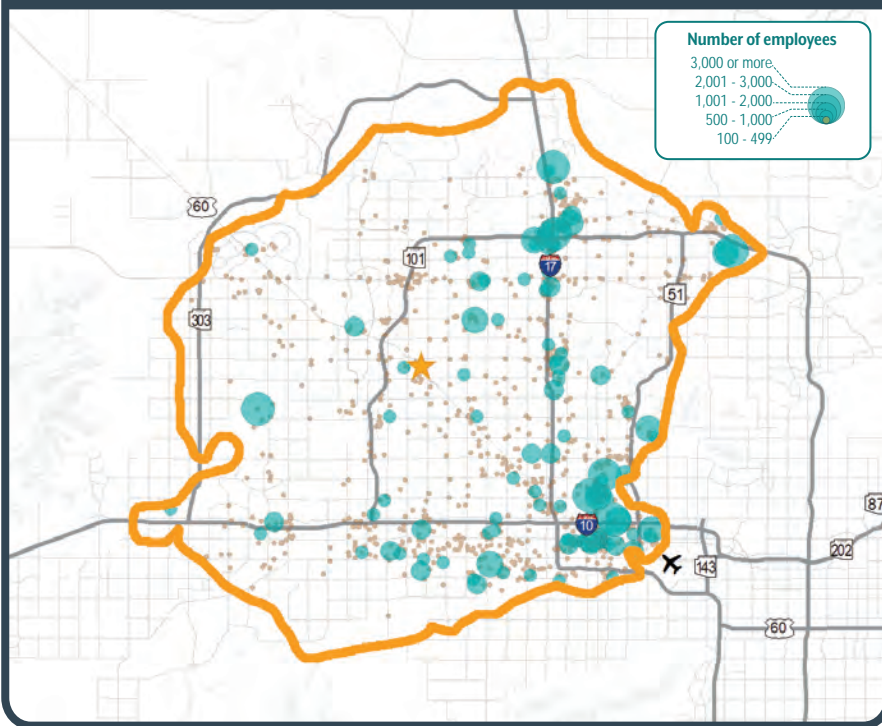 Number of employees
3,000 or more
2,001 - 3,000
1,001 - 2,000
500 - 1,000
100 - 499
60
101
17
51
303
10
87
202
143
60